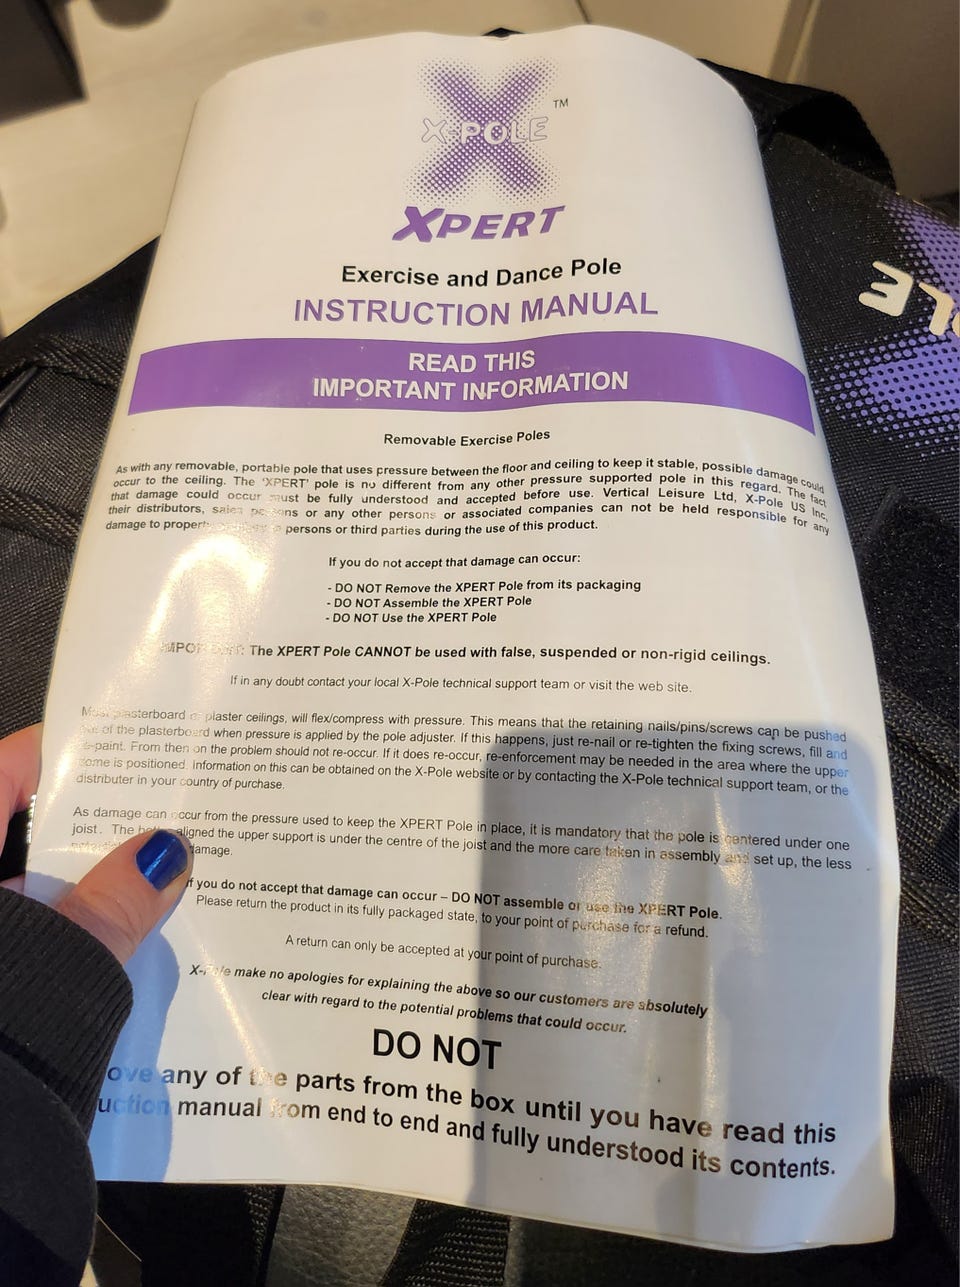 X-POLE TM
XPERT
Exercise and Dance Pole
INSTRUCTION MANUAL
READ THIS
IMPORTANT INFORMATION
Removable Exercise Poles
As with any removable, portable pole that uses pressure between the floor and ceiling to keep it stable, possible damage could
occur to the ceiling. The 'XPERT' pole is no different from any other pressure supported pole in this regard. The fact
that damage could occur must be fully understood and accepted before use. Vertical Leisure Ltd, X-Pole US Inc,
their distributors, sales persons or any other persons or associated companies can not be held responsible for any
damage to property persons or third parties during the use of this product.
If you do not accept that damage can occur:
- DO NOT Remove the XPERT Pole from its packaging
- DO NOT Assemble the XPERT Pole
- DO NOT Use the XPERT Pole
IMPORTANT: The XPERT Pole CANNOT be used with false, suspended or non-rigid ceilings.
If in any doubt contact your local X-Pole technical support team or visit the web site.
Most plasterboard or plaster ceilings, will flex/compress with pressure. This means that the retaining nails/pins/screws can be pushed
out of the plasterboard when pressure is applied by the pole adjuster. If this happens, just re-nail or re-tighten the fixing screws, fill and
re-paint. From then on the problem should not re-occur. If it does re-occur, re-enforcement may be needed in the area where the upper
dome is positioned. Information on this can be obtained on the X-Pole website or by contacting the X-Pole technical support team, or the
distributer in your country of purchase.
As damage can occur from the pressure used to keep the XPERT Pole in place, it is mandatory that the pole is centered under one
joist. The better aligned the upper support is under the centre of the joist and the more care taken in assembly and set up, the less
damage.
If you do not accept that damage can occur – DO NOT assemble or use the XPERT Pole.
Please return the product in its fully packaged state, to your point of purchase for a refund.
A return can only be accepted at your point of purchase.
X-Pole make no apologies for explaining the above so our customers are absolutely
clear with regard to the potential problems that could occur.
DO NOT
ove any of the parts from the box until you have read this
uction manual from end to end and fully understood its contents.
OLE